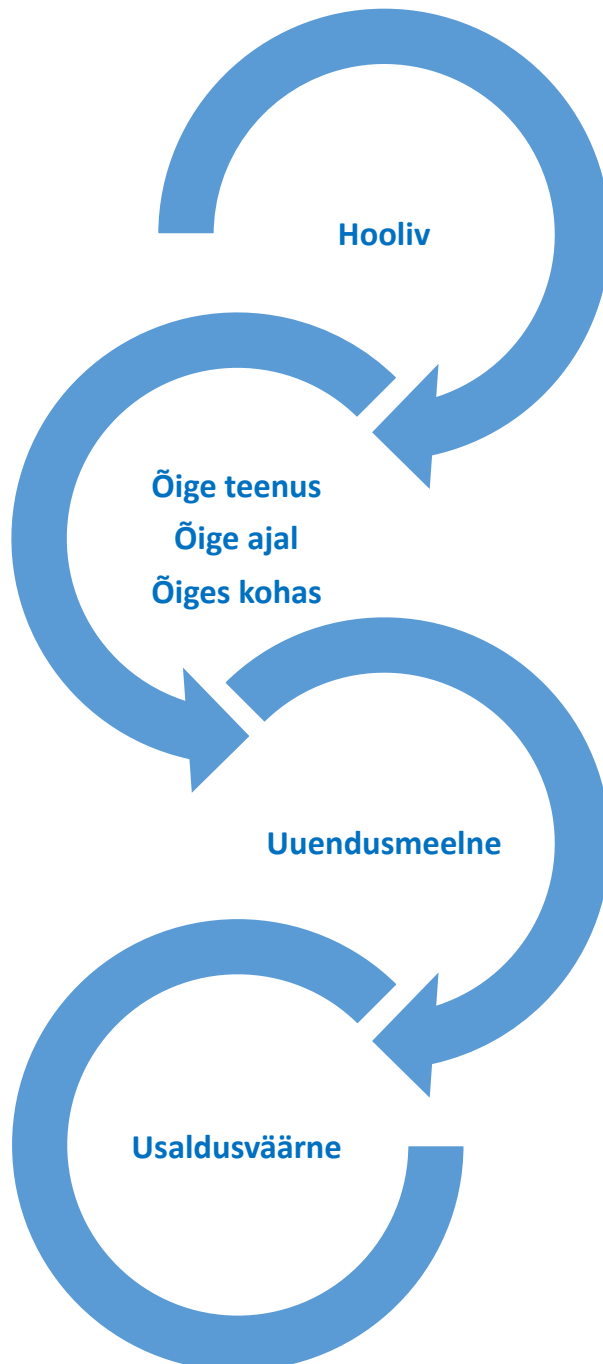 Hooliv
Õige teenus
Õige ajal
Õiges kohas
Uuendusmeelne
Usaldusväärne